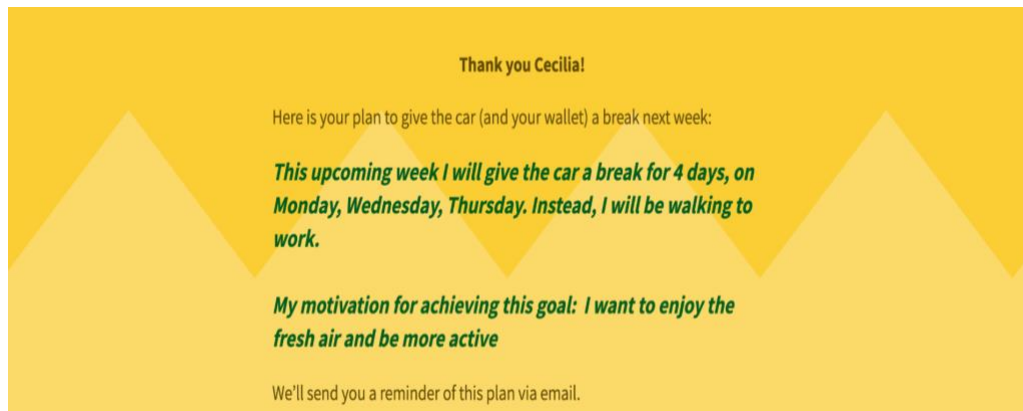 Thank you Cecilia!
Here is your plan to give the car (and your wallet) a break next week:
This upcoming week I will give the car a break for 4 days, on
Monday, Wednesday, Thursday. Instead, I will be walking to
work.
My motivation for achieving this goal:  I want to enjoy the
fresh air and be more active
We'll send you a reminder of this plan via email.